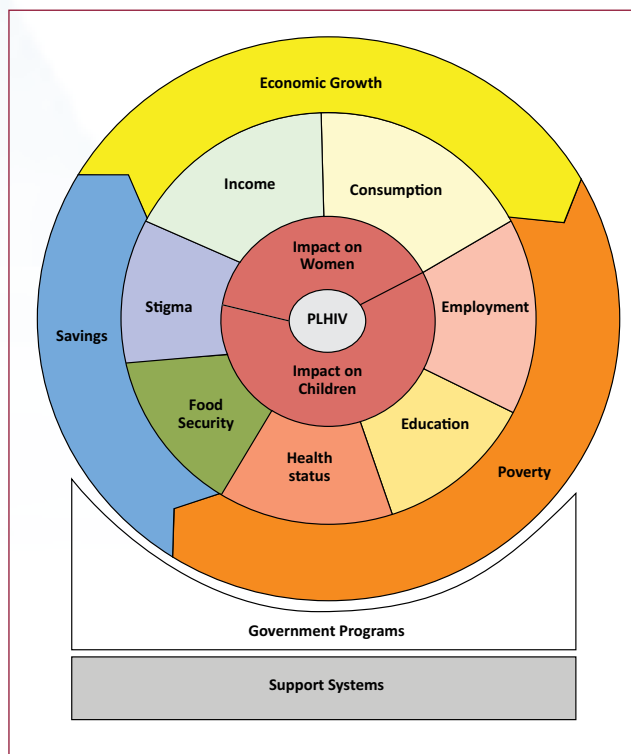 Economic Growth
Income
Consumption
Impact on
Women
Stigma
PLHIV
Employment
Savings
Impact on
Children
Food
Security
Education
Health
status
Poverty
Government Programs
Support Systems